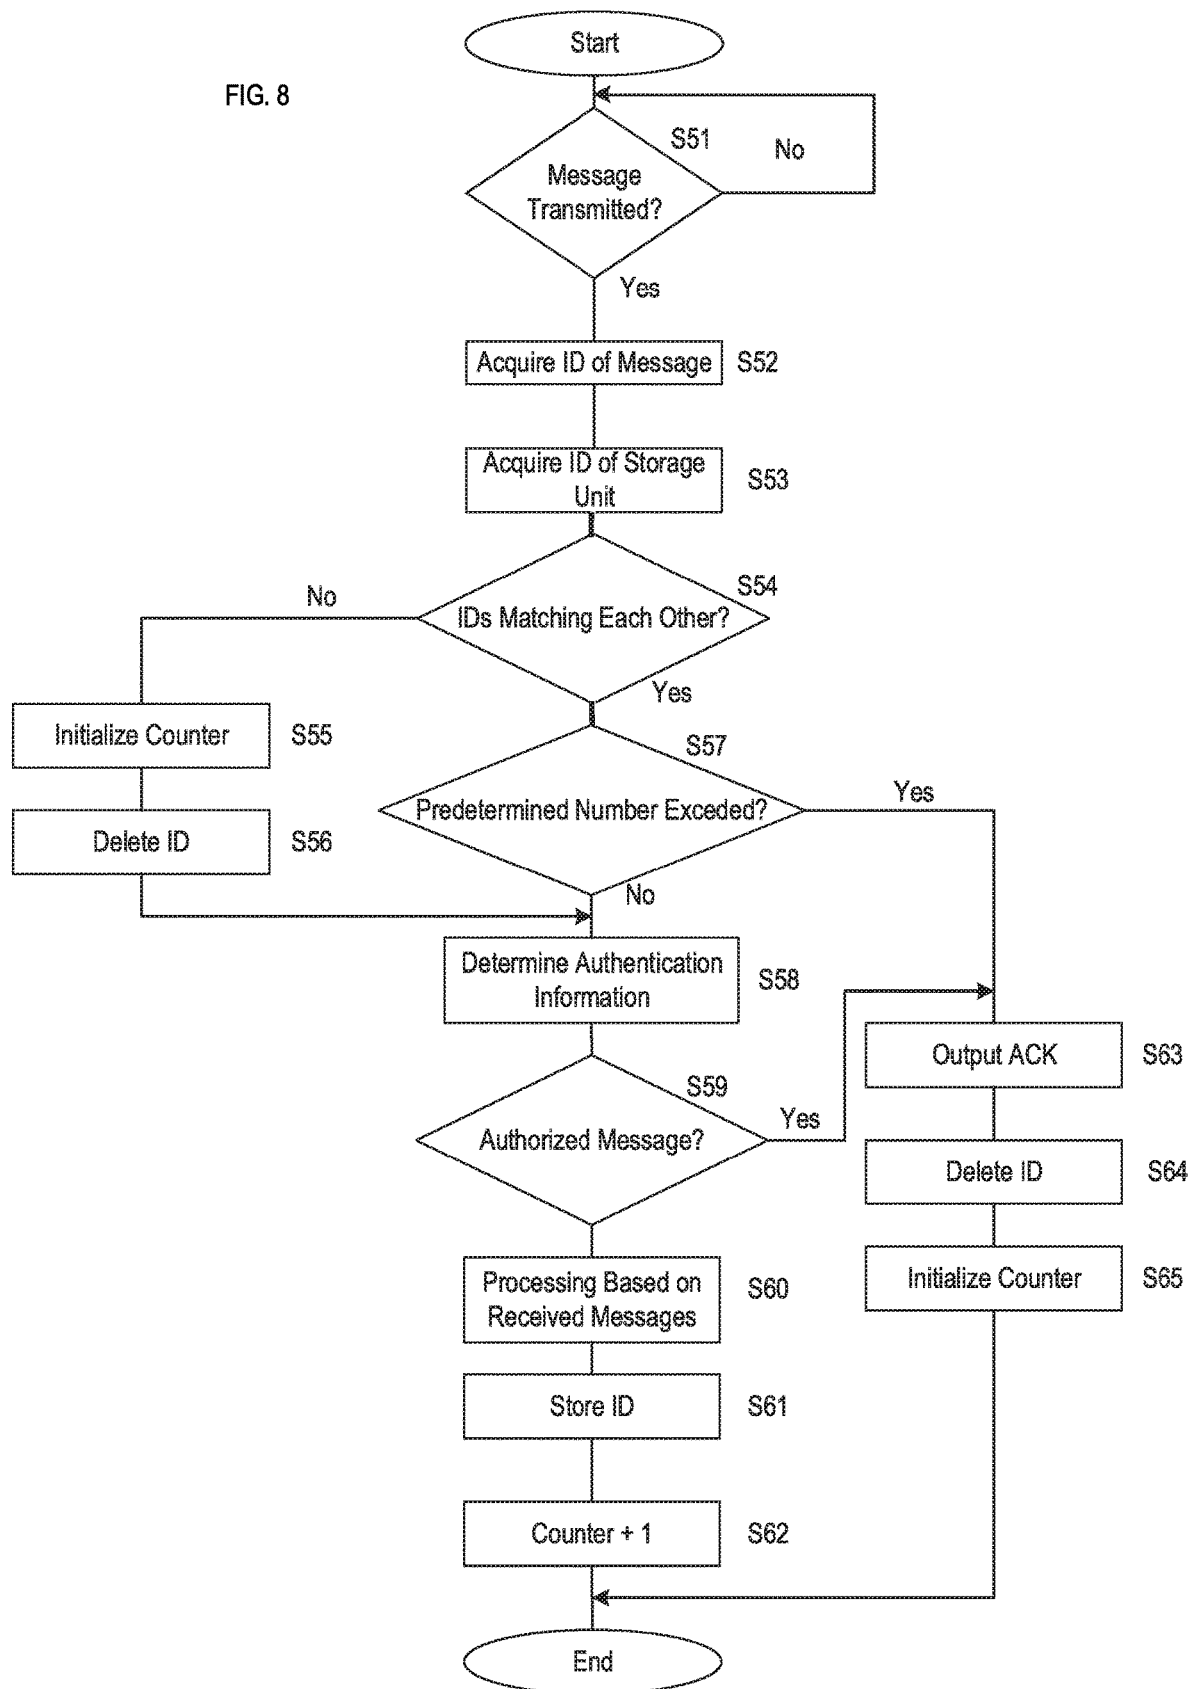 Start
FIG. 8
S51
No
Message
Transmitted?
Yes
Acquire ID of Message
S52
Acquire ID of Storage
Unit
S53
S54
No
IDs Matching Each Other?
Yes
Initialize Counter
S55
S57
Yes
Predetermined Number Exceded?
Delete ID
S56
No
Determine Authentication
Information
S58
Output ACK
S63
S59
Yes
Authorized Message?
Delete ID
S64
Processing Based on
Received Messages
S60
Initialize Counter
S65
Store ID
S61
Counter + 1
S62
End